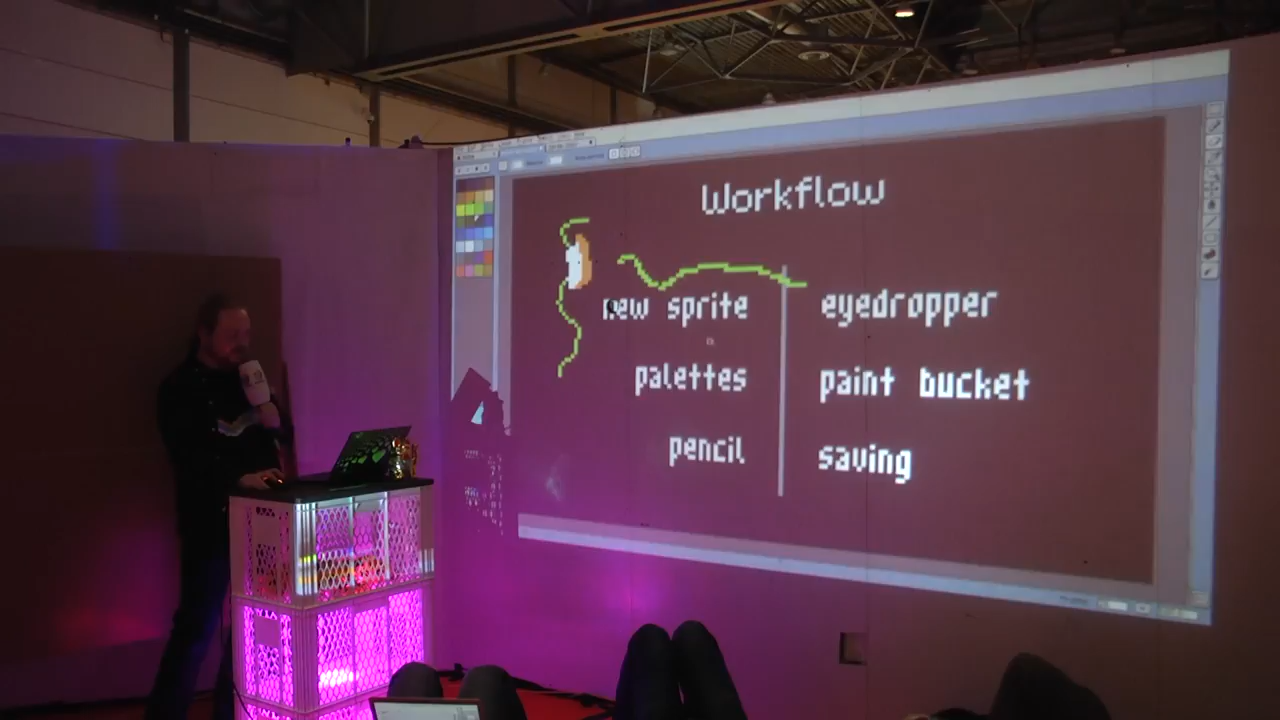 Workflow
new sprite
palettes
pencil
eyedropper
paint bucket
saving